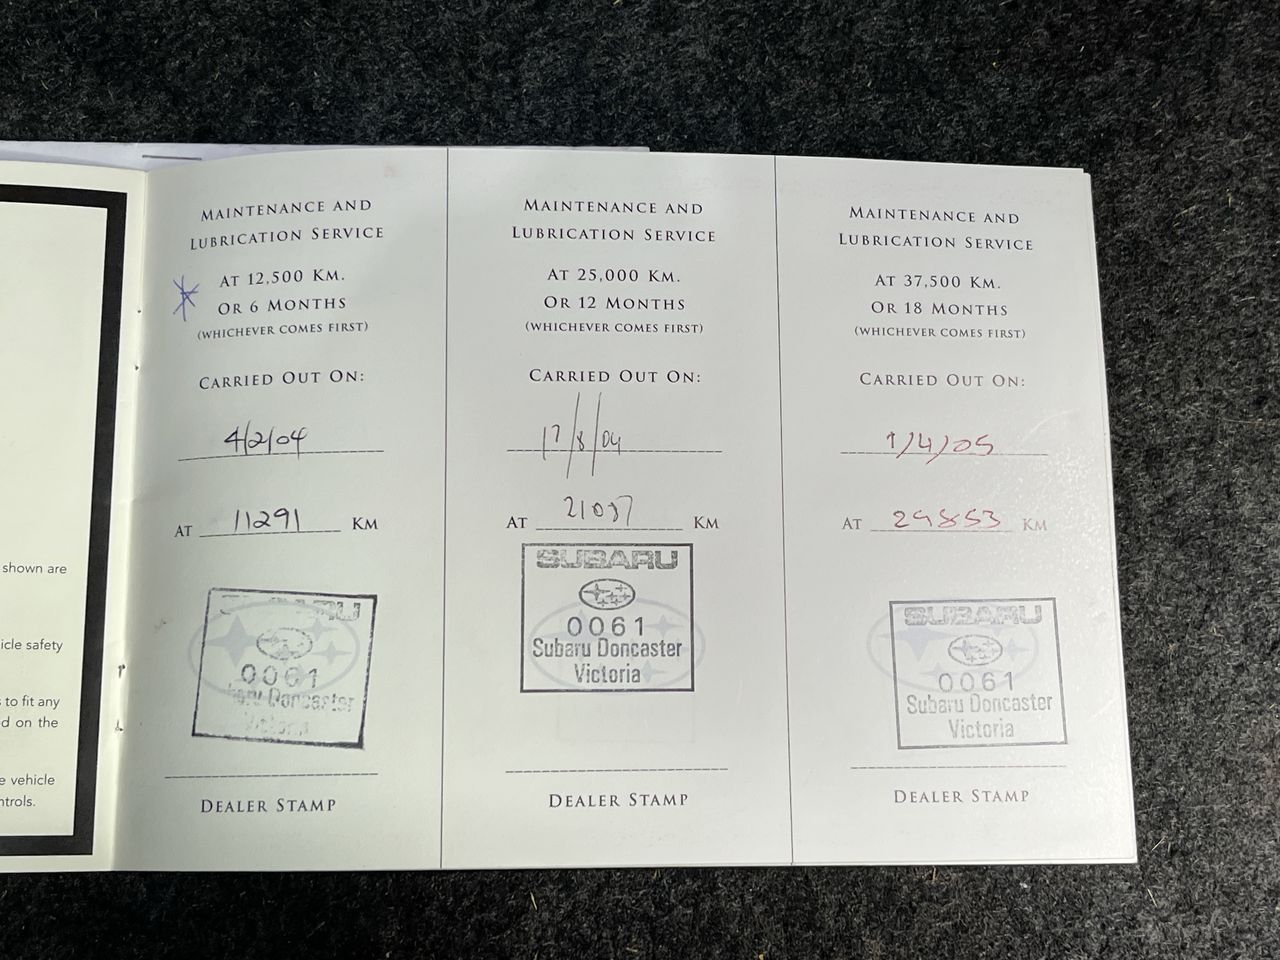 shown are
icle safety
s to fit any
d on the
e vehicle
ntrols.
MAINTENANCE AND
LUBRICATION SERVICE
AT 12,500 KM.
OR 6 MONTHS
(WHICHEVER COMES FIRST)
CARRIED OUT ON:
4/2/04
AT 11291 KM
SUBARU
0061
Subaru Doncaster
Victoria
DEALER STAMP
MAINTENANCE AND
LUBRICATION SERVICE
AT 25,000 KM.
OR 12 MONTHS
(WHICHEVER COMES FIRST)
CARRIED OUT ON:
17/8/04
AT 21037 KM
SUBARU
0061
Subaru Doncaster
Victoria
DEALER STAMP
MAINTENANCE AND
LUBRICATION SERVICE
AT 37,500 KM.
OR 18 MONTHS
(WHICHEVER COMES FIRST)
CARRIED OUT ON:
1/4/05
AT 29853 KM
SUBARU
0061
Subaru Doncaster
Victoria
DEALER STAMP